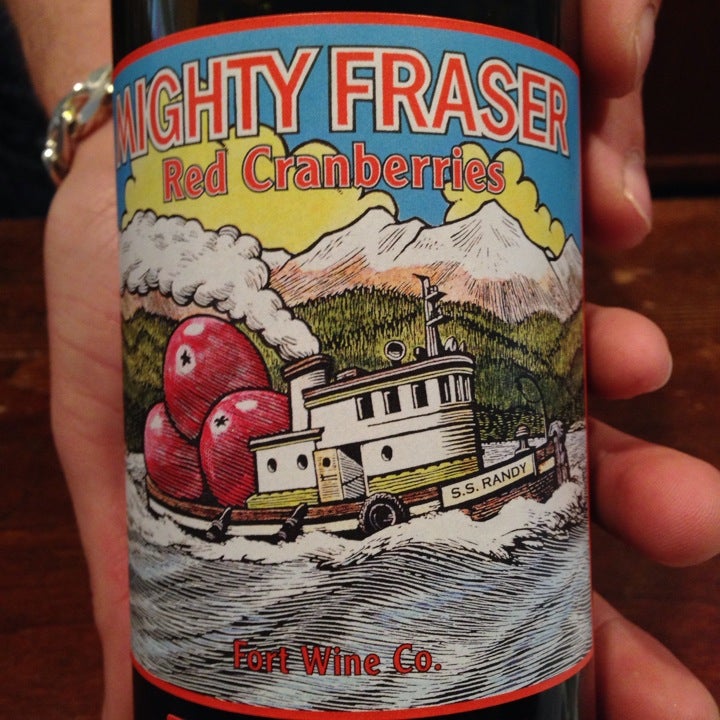 MIGHTY FRASER
Red Cranberries
S.S. RANDY
Fort Wine Co.